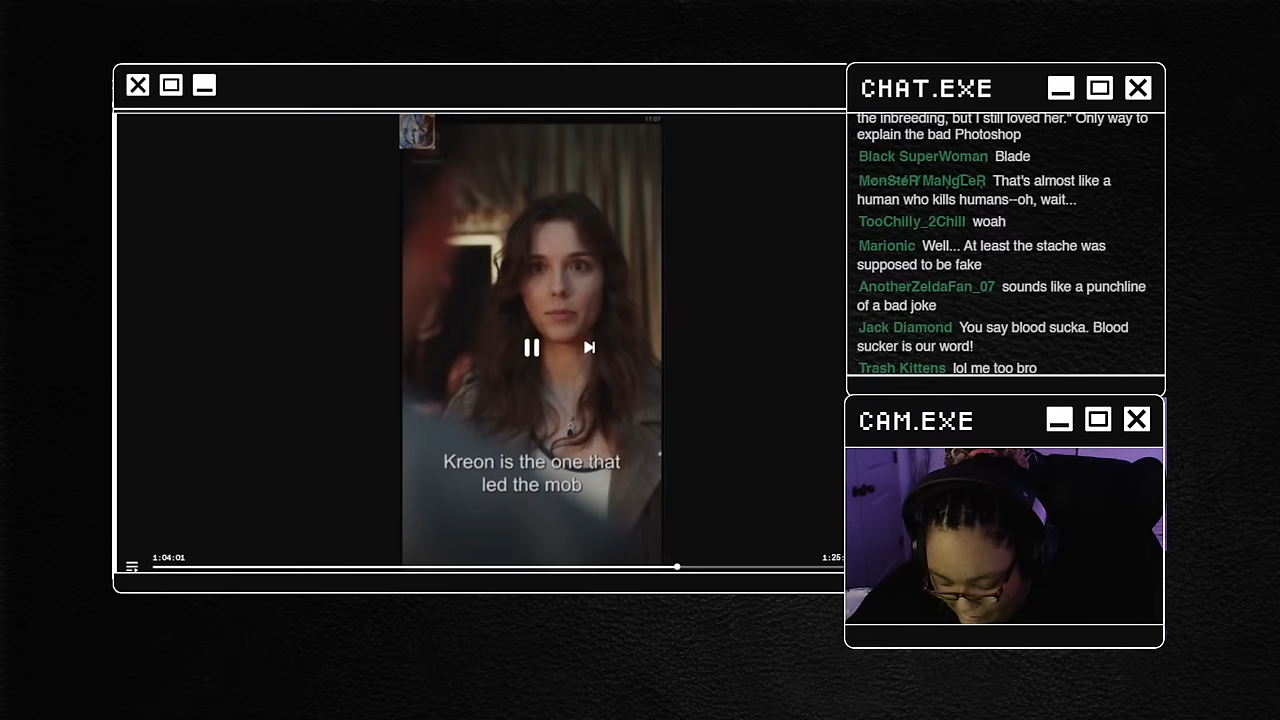 11:07
Kreon is the one that
led the mob
1:04:01
1:25:
CHAT.EXE
the inbreeding, but I still loved her." Only way to
explain the bad Photoshop
Black SuperWoman Blade
MonSteR MaNgLeR That's almost like a
human who kills humans--oh, wait...
TooChilly_2Chill woah
Marionic Well... At least the stache was
supposed to be fake
AnotherZeldaFan_07 sounds like a punchline
of a bad joke
Jack Diamond You say blood sucka. Blood
sucker is our word!
Trash Kittens lol me too bro
CAM.EXE